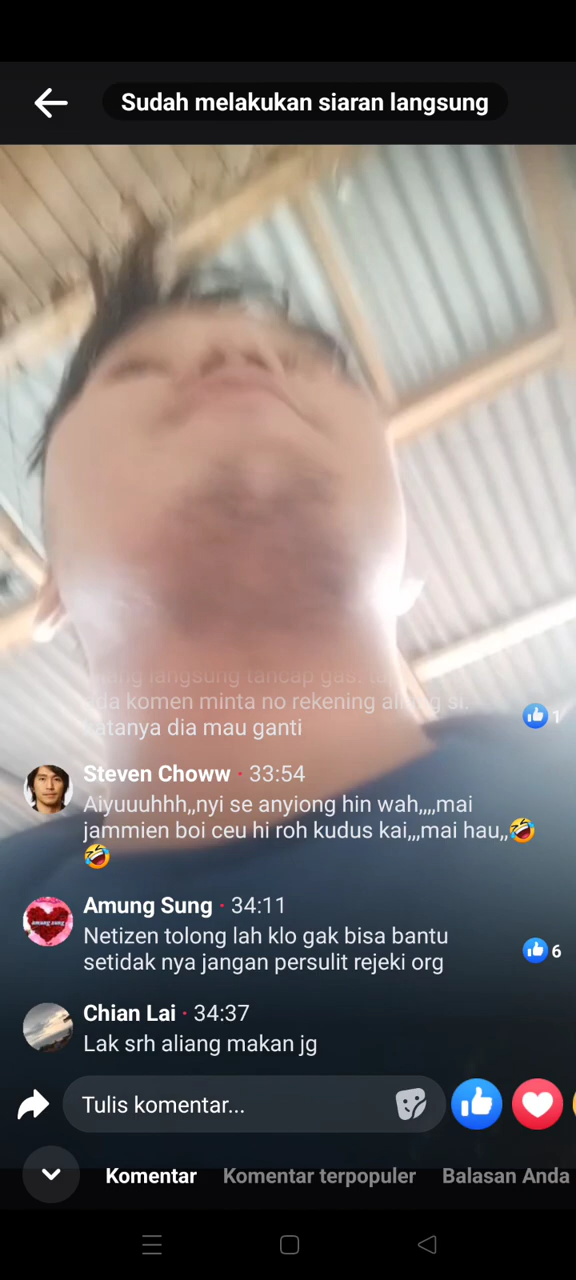 Sudah melakukan siaran langsung
langsung tancap gas.
komen minta no rekening
dia mau ganti
1
Steven Choww · 33:54
Aiyuuuhhh,,nyi se anyiong hin wah,,,,mai
jammien boi ceu hi roh kudus kai,,,mai hau,,🤣
🤣
Amung Sung · 34:11
Netizen tolong lah klo gak bisa bantu
setidak nya jangan persulit rejeki org
6
Chian Lai · 34:37
Lak srh aliang makan jg
Tulis komentar...
Komentar Komentar terpopuler Balasan Anda